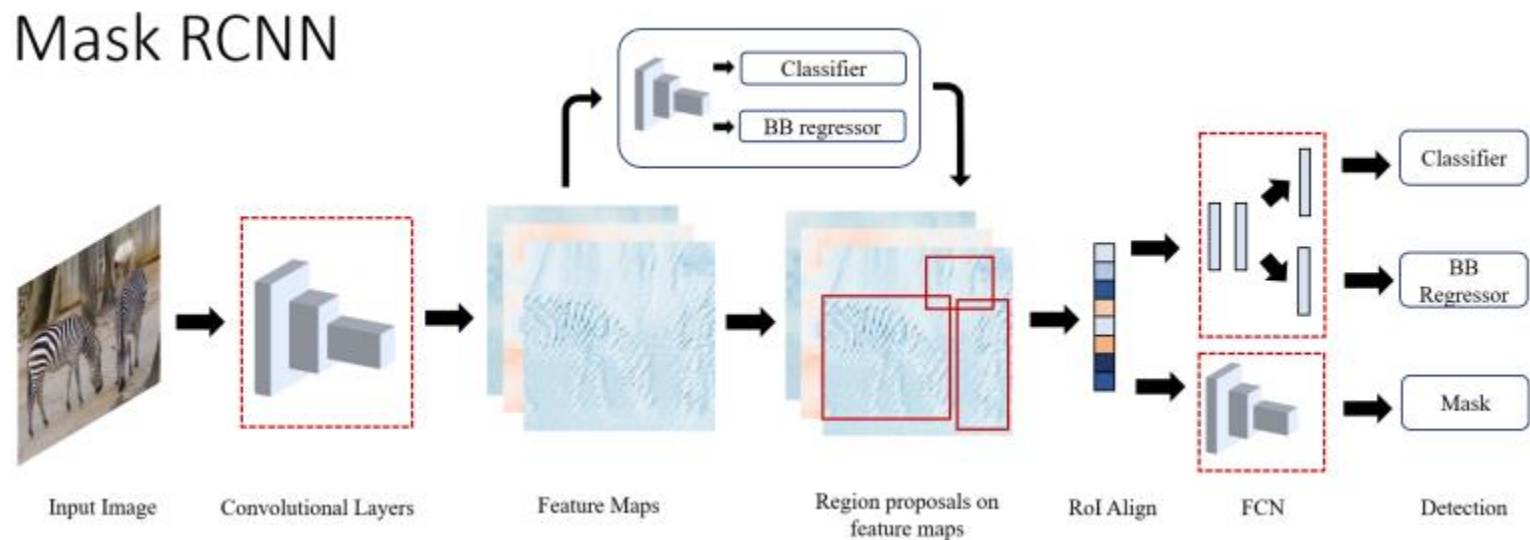 Mask RCNN
Classifier
BB regressor
Classifier
BB
Regressor
Mask
Input Image
Convolutional Layers
Feature Maps
Region proposals on
feature maps
RoI Align
FCN
Detection